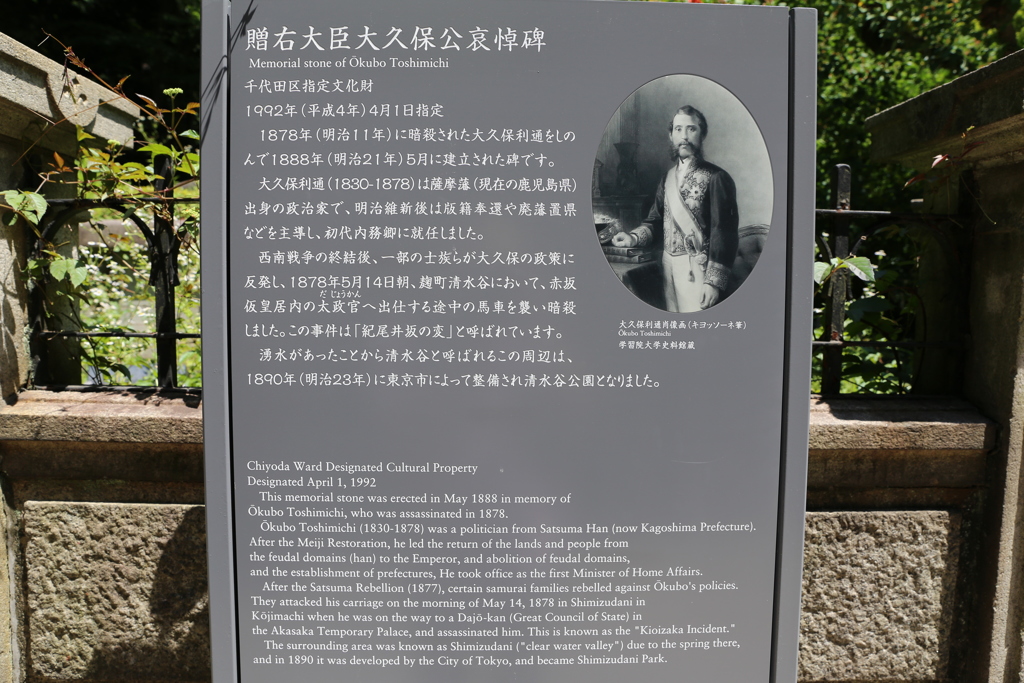 贈右大臣大久保公哀悼碑
Memorial stone of Ōkubo Toshimichi
千代田区指定文化財
1992年(平成4年)4月1日指定
1878年(明治11年)に暗殺された大久保利通をしの
んで1888年(明治21年)5月に建立された碑です。
大久保利通(1830-1878)は薩摩藩(現在の鹿児島県)
出身の政治家で、明治維新後は版籍奉還や廃藩置県
などを主導し、初代内務卿に就任しました。
西南戦争の終結後、一部の士族らが大久保の政策に
反発し、1878年5月14日朝、麹町清水谷において、赤坂
だじょうかん
仮皇居内の太政官へ出仕する途中の馬車を襲い暗殺
しました。この事件は「紀尾井坂の変」と呼ばれています。
湧水があったことから清水谷と呼ばれるこの周辺は、
1890年(明治23年)に東京市によって整備され清水谷公園となりました。
大久保利通肖像画(キヨッソーネ筆)
Ōkubo Toshimichi
学習院大学史料館蔵
Chiyoda Ward Designated Cultural Property
Designated April 1, 1992
This memorial stone was erected in May 1888 in memory of
Ōkubo Toshimichi, who was assassinated in 1878.
Ōkubo Toshimichi (1830-1878) was a politician from Satsuma Han (now Kagoshima Prefecture).
After the Meiji Restoration, he led the return of the lands and people from
the feudal domains (han) to the Emperor, and abolition of feudal domains,
and the establishment of prefectures, He took office as the first Minister of Home Affairs.
After the Satsuma Rebellion (1877), certain samurai families rebelled against Ōkubo's policies.
They attacked his carriage on the morning of May 14, 1878 in Shimizudani in
Kōjimachi when he was on the way to a Dajō-kan (Great Council of State) in
the Akasaka Temporary Palace, and assassinated him. This is known as the "Kioizaka Incident."
The surrounding area was known as Shimizudani ("clear water valley") due to the spring there,
and in 1890 it was developed by the City of Tokyo, and became Shimizudani Park.